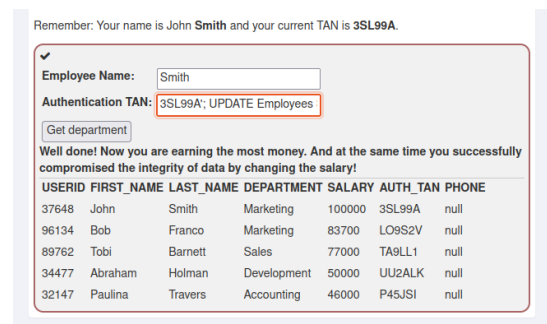 Remember: Your name is John Smith and your current TAN is 3SL99A.
Employee Name: Smith
Authentication TAN: 3SL99A'; UPDATE Employees
Get department
Well done! Now you are earning the most money. And at the same time you successfully
compromised the integrity of data by changing the salary!
USERID FIRST_NAME LAST_NAME DEPARTMENT SALARY AUTH_TAN PHONE
37648 John Smith Marketing 100000 3SL99A null
96134 Bob Franco Marketing 83700 LO9S2V null
89762 Tobi Barnett Sales 77000 TA9LL1 null
34477 Abraham Holman Development 50000 UU2ALK null
32147 Paulina Travers Accounting 46000 P45JSI null